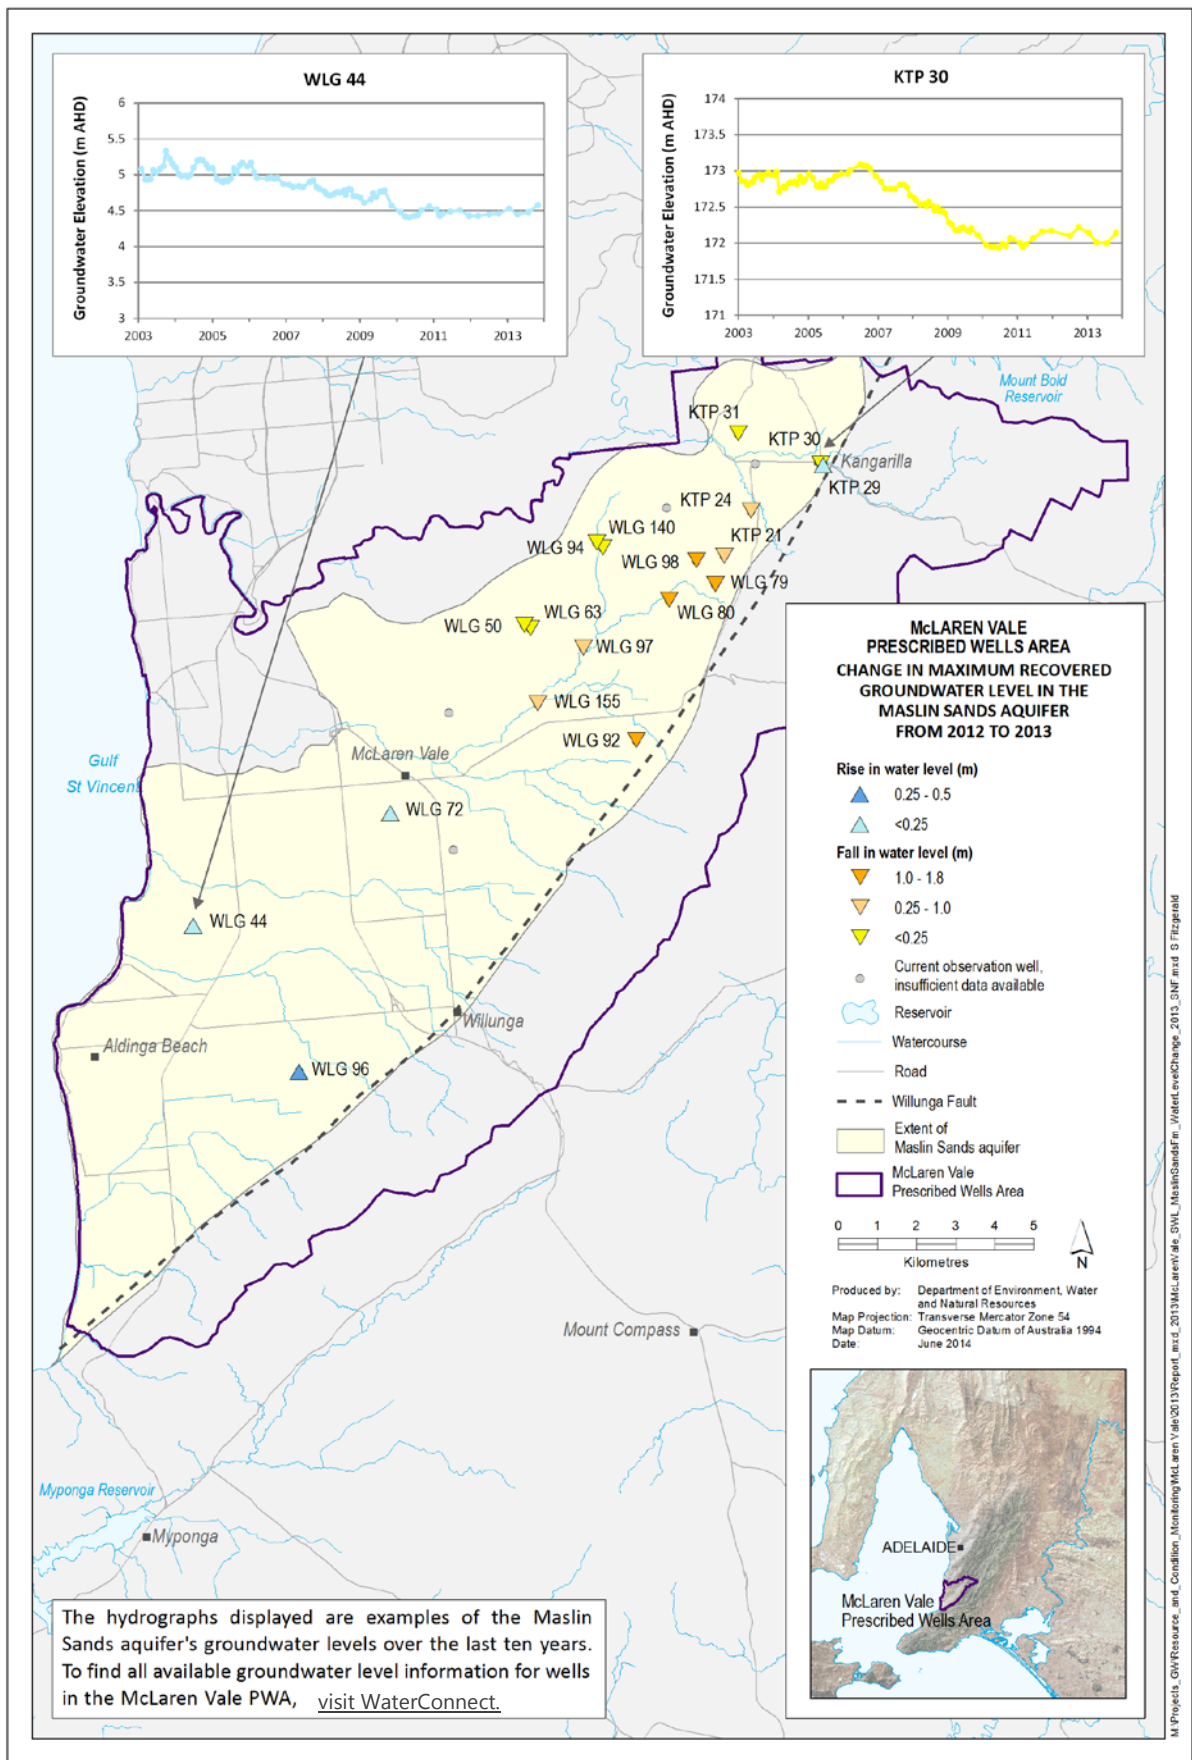 WLG 44
Groundwater Elevation (m AHD)
6
5.5
5
4.5
4
3.5
3
2003 2005 2007 2009 2011 2013
KTP 30
Groundwater Elevation (m AHD)
174
173.5
173
172.5
172
171.5
171
2003 2005 2007 2009 2011 2013
Mount Bold
Reservoir
KTP 31
KTP 30
Kangarilla
KTP 29
KTP 24
WLG 140
KTP 21
WLG 94
WLG 98
WLG 79
WLG 80
WLG 63
WLG 50
WLG 97
WLG 155
WLG 92
McLaren Vale
Gulf
St Vincent
WLG 72
WLG 44
Willunga
Aldinga Beach
WLG 96
Mount Compass
Myponga Reservoir
Myponga
McLAREN VALE
PRESCRIBED WELLS AREA
CHANGE IN MAXIMUM RECOVERED
GROUNDWATER LEVEL IN THE
MASLIN SANDS AQUIFER
FROM 2012 TO 2013
Rise in water level (m)
0.25 - 0.5
<0.25
Fall in water level (m)
1.0 - 1.8
0.25 - 1.0
<0.25
Current observation well,
insufficient data available
Reservoir
Watercourse
Road
Willunga Fault
Extent of
Maslin Sands aquifer
McLaren Vale
Prescribed Wells Area
0 1 2 3 4 5
Kilometres
N
Produced by: Department of Environment, Water
and Natural Resources
Map Projection: Transverse Mercator Zone 54
Map Datum: Geocentric Datum of Australia 1994
Date: June 2014
ADELAIDE
McLaren Vale
Prescribed Wells Area
The hydrographs displayed are examples of the Maslin
Sands aquifer's groundwater levels over the last ten years.
To find all available groundwater level information for wells
in the McLaren Vale PWA, visit WaterConnect.
M:\Projects_GW\Resource_and_Condition_Monitoring\McLaren Vale\2013\Report_mxd_2013\McLarenVale_SWL_MaslinSandsFm_WaterLevelChange_2013_SNF.mxd S Fitzgerald